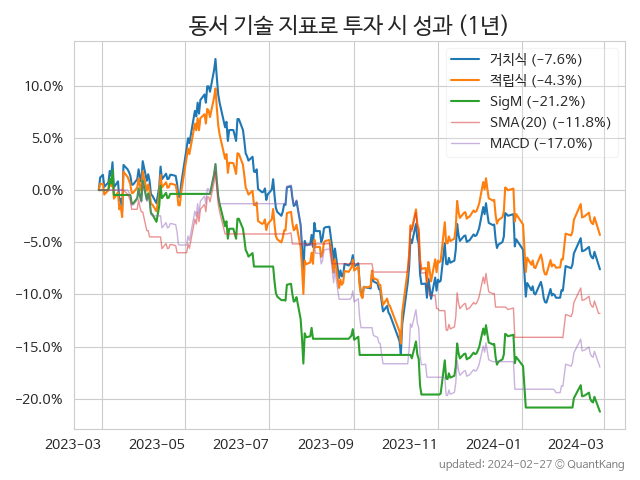 동서 기술 지표로 투자 시 성과 (1년)
거치식 (−7.6%)
적립식 (−4.3%)
SigM (−21.2%)
SMA(20) (−11.8%)
MACD (−17.0%)
10.0%
5.0%
0.0%
−5.0%
−10.0%
−15.0%
−20.0%
2023-03 2023-05 2023-07 2023-09 2023-11 2024-01 2024-03
updated: 2024-02-27 © QuantKang